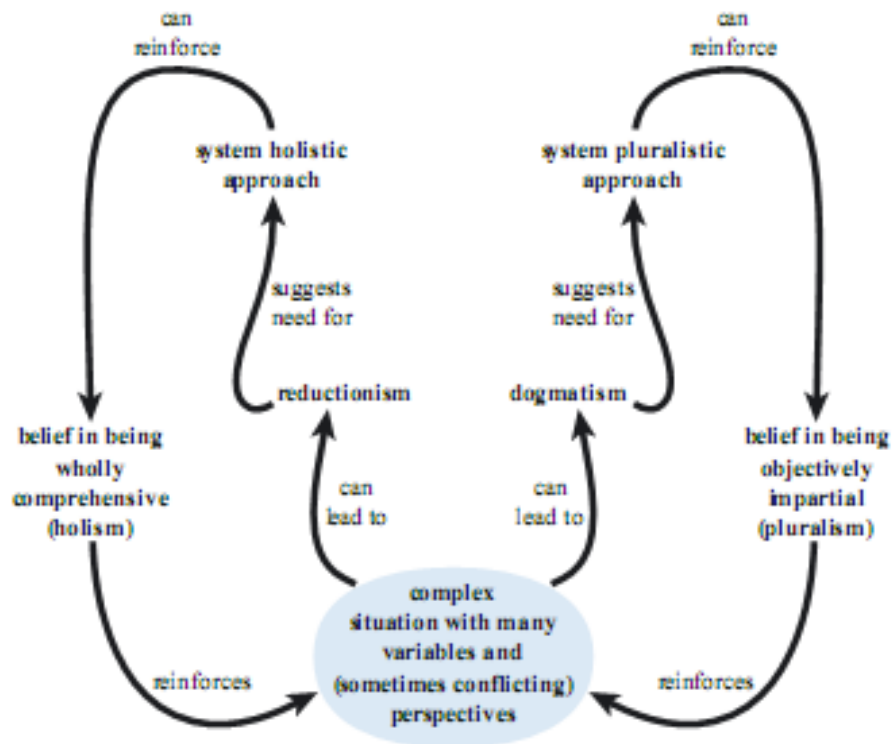 can
reinforce
can
reinforce
system holistic
approach
system pluralistic
approach
suggests
need for
suggests
need for
reductionism
dogmatism
belief in being
wholly
comprehensive
(holism)
belief in being
objectively
impartial
(pluralism)
can
lead to
can
lead to
complex
situation with many
variables and
(sometimes conflicting)
perspectives
reinforces
reinforces